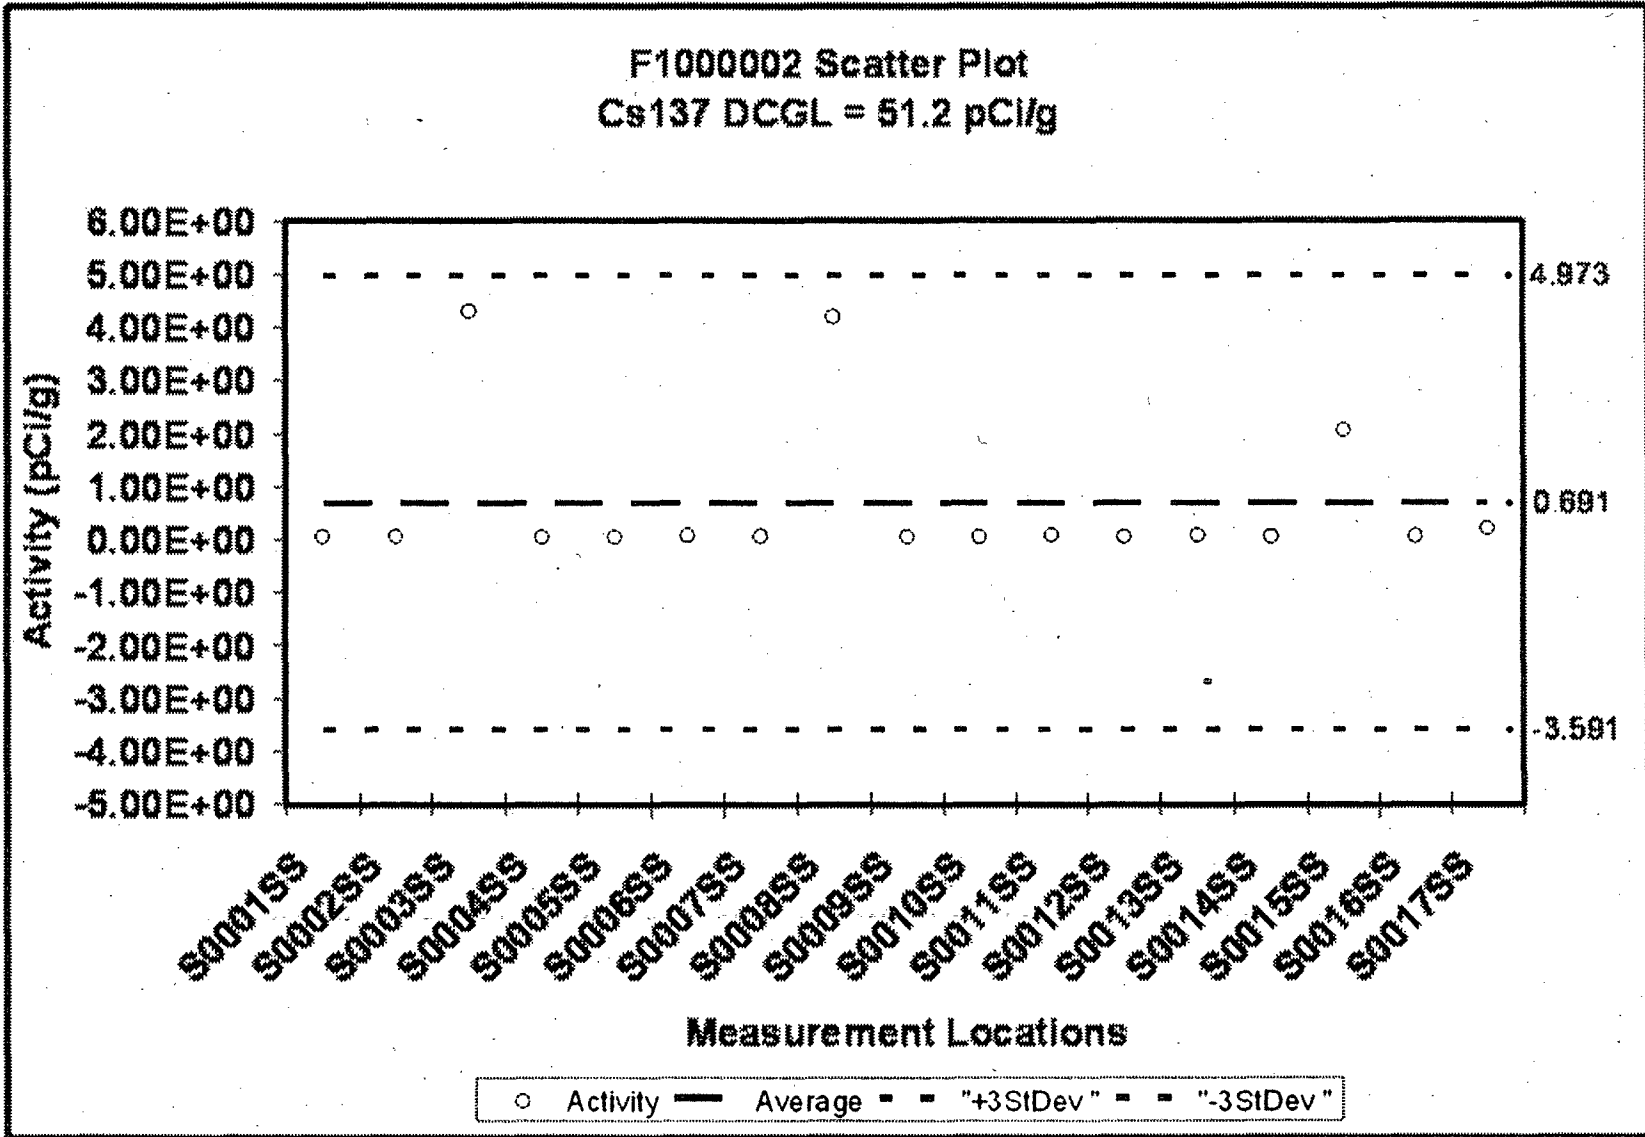 F1000002 Scatter Plot
Cs137 DCGL = 51.2 pCi/g
Activity (pCi/g)
6.00E+00
5.00E+00
4.00E+00
3.00E+00
2.00E+00
1.00E+00
0.00E+00
-1.00E+00
-2.00E+00
-3.00E+00
-4.00E+00
-5.00E+00
4.973
0.691
-3.591
S0001SS
S0002SS
S0003SS
S0004SS
S0005SS
S0006SS
S0007SS
S0008SS
S0009SS
S0010SS
S0011SS
S0012SS
S0013SS
S0014SS
S0015SS
S0016SS
S0017SS
Measurement Locations
Activity Average "+3StDev" "-3StDev"